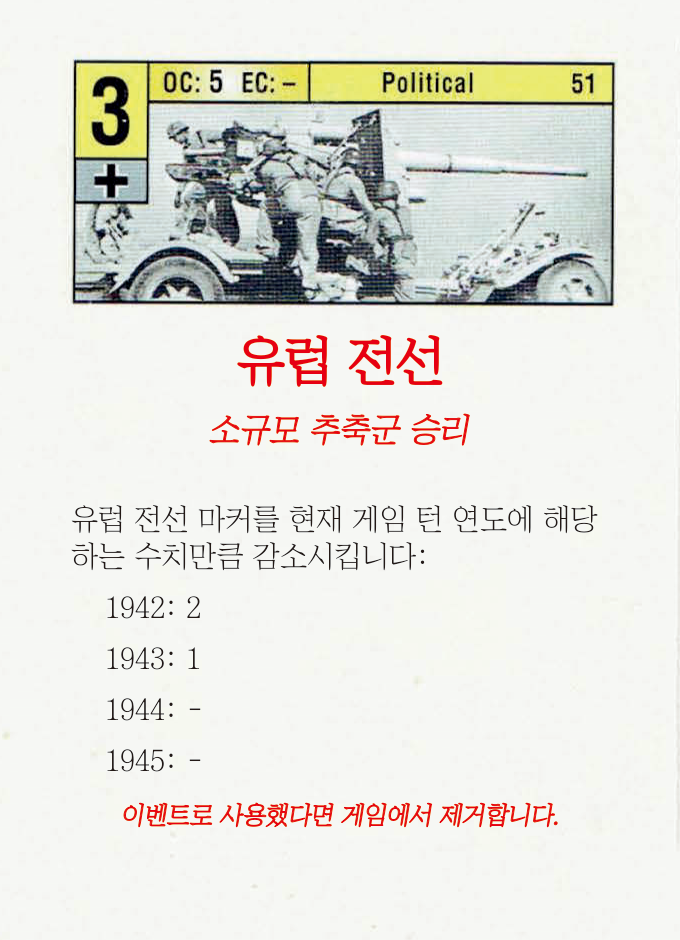 3
OC: 5 EC: – Political 51
유럽 전선
소규모 추축군 승리
유럽 전선 마커를 현재 게임 턴 연도에 해당
하는 수치만큼 감소시킵니다:
1942: 2
1943: 1
1944: -
1945: -
이벤트로 사용했다면 게임에서 제거합니다.